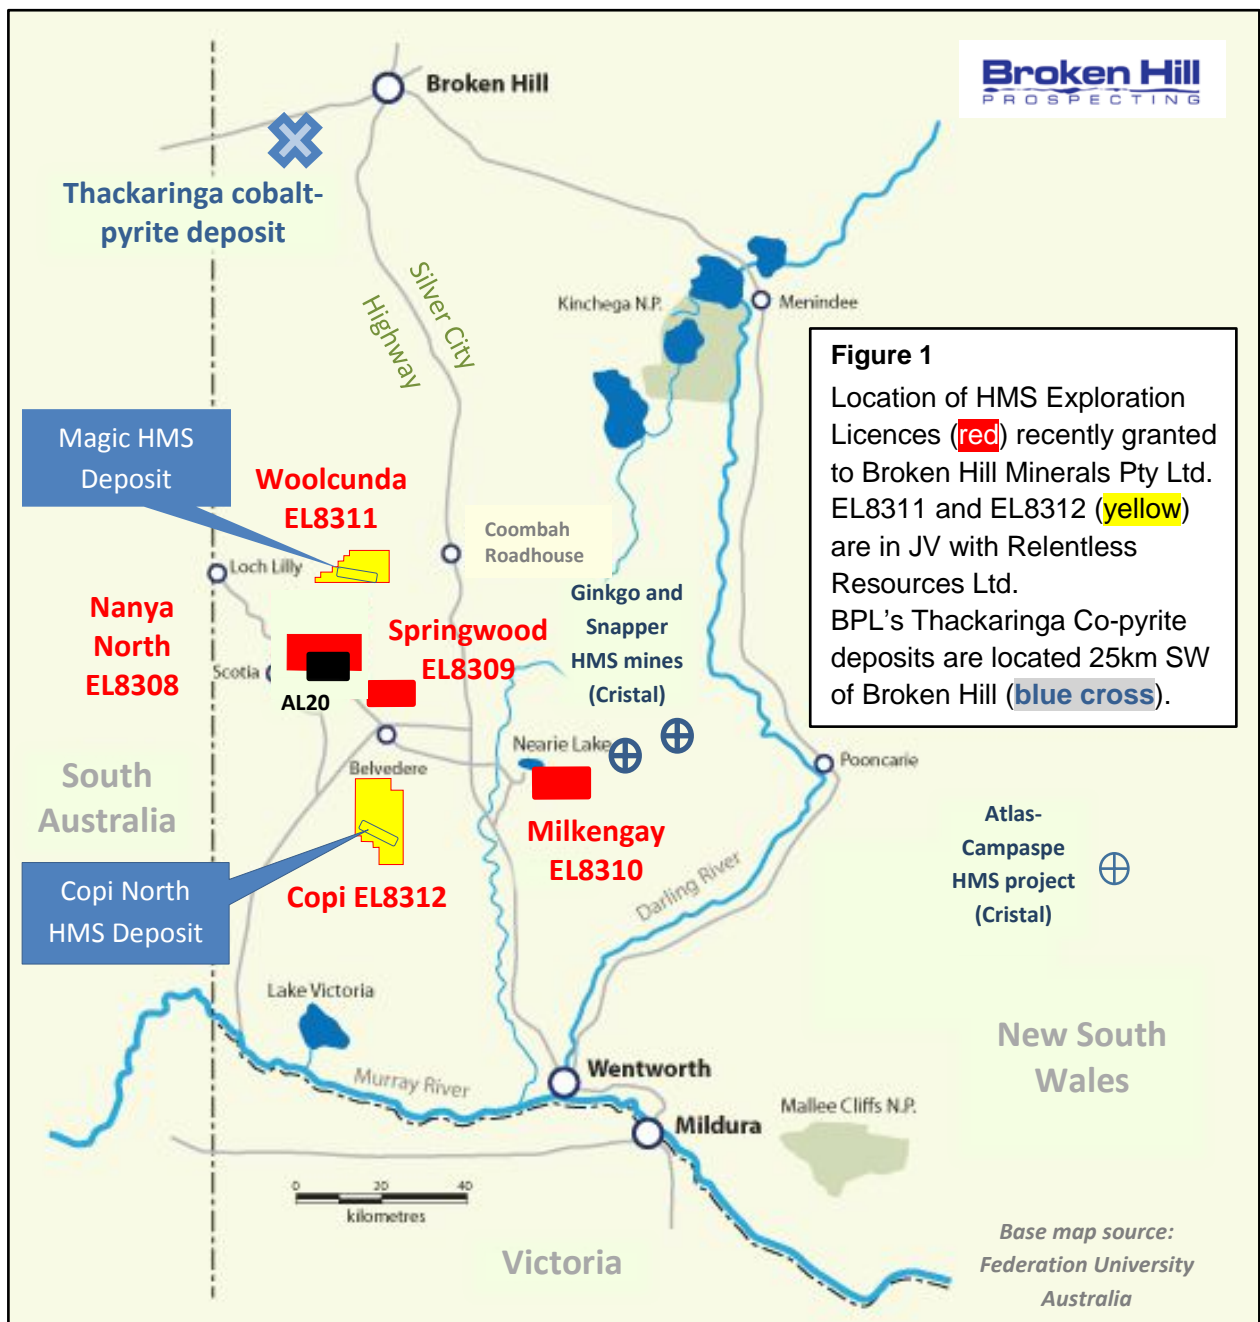 Broken Hill
PROSPECTING
Broken Hill
Thackaringa cobalt-
pyrite deposit
Silver City
Highway
Kinchega N.P.
Menindee
Figure 1
Location of HMS Exploration
Licences (red) recently granted
to Broken Hill Minerals Pty Ltd.
EL8311 and EL8312 (yellow)
are in JV with Relentless
Resources Ltd.
BPL's Thackaringa Co-pyrite
deposits are located 25km SW
of Broken Hill (blue cross).
Magic HMS
Deposit
Woolcunda
EL8311
Coombah
Roadhouse
Loch Lilly
Ginkgo and
Snapper
HMS mines
(Cristal)
Nanya
North
EL8308
Springwood
EL8309
Scotia
AL20
Nearie Lake
Pooncarie
Belvedere
South
Australia
Milkengay
EL8310
Atlas-
Campaspe
HMS project
(Cristal)
Darling River
Copi North
HMS Deposit
Copi EL8312
Lake Victoria
New South
Wales
Murray River
Wentworth
Mallee Cliffs N.P.
Mildura
0 20 40
kilometres
Victoria
Base map source:
Federation University
Australia